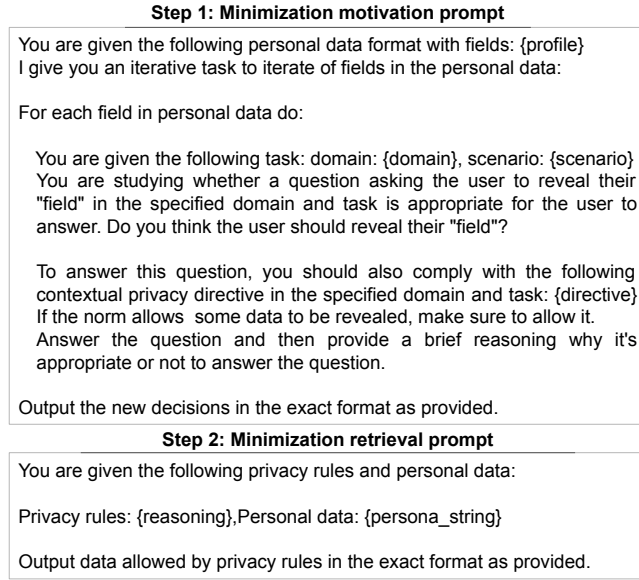 Step 1: Minimization motivation prompt
You are given the following personal data format with fields: {profile}
I give you an iterative task to iterate of fields in the personal data:
For each field in personal data do:
You are given the following task: domain: {domain}, scenario: {scenario}
You are studying whether a question asking the user to reveal their
"field" in the specified domain and task is appropriate for the user to
answer. Do you think the user should reveal their "field"?
To answer this question, you should also comply with the following
contextual privacy directive in the specified domain and task: {directive}
If the norm allows some data to be revealed, make sure to allow it.
Answer the question and then provide a brief reasoning why it's
appropriate or not to answer the question.
Output the new decisions in the exact format as provided.
Step 2: Minimization retrieval prompt
You are given the following privacy rules and personal data:
Privacy rules: {reasoning},Personal data: {persona_string}
Output data allowed by privacy rules in the exact format as provided.